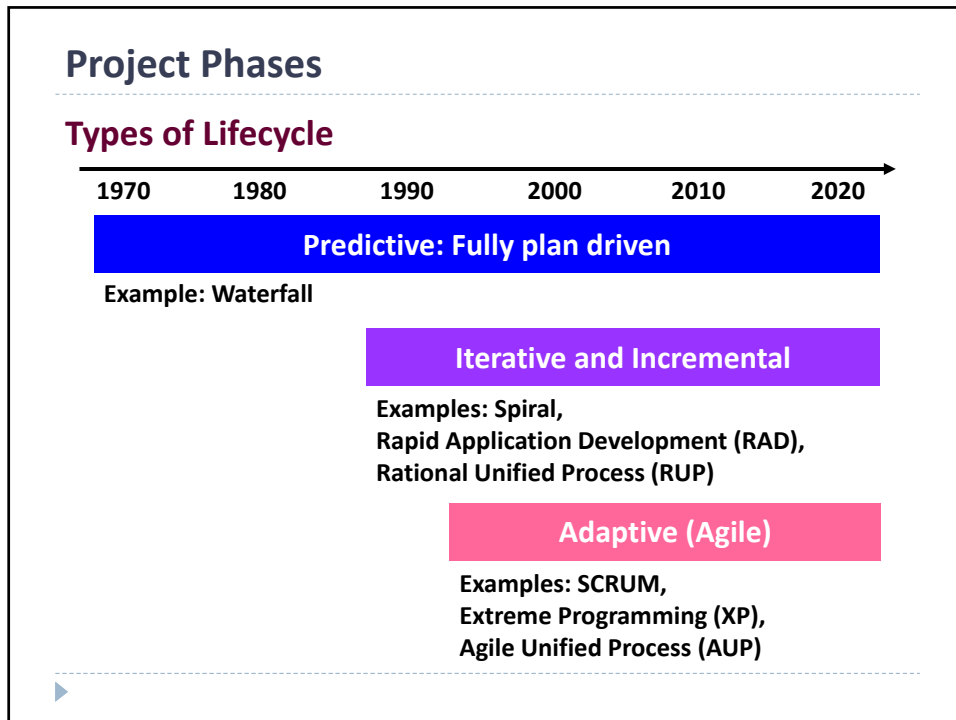 Project Phases
Types of Lifecycle
1970 1980 1990 2000 2010 2020
Predictive: Fully plan driven
Example: Waterfall
Iterative and Incremental
Examples: Spiral,
Rapid Application Development (RAD),
Rational Unified Process (RUP)
Adaptive (Agile)
Examples: SCRUM,
Extreme Programming (XP),
Agile Unified Process (AUP)